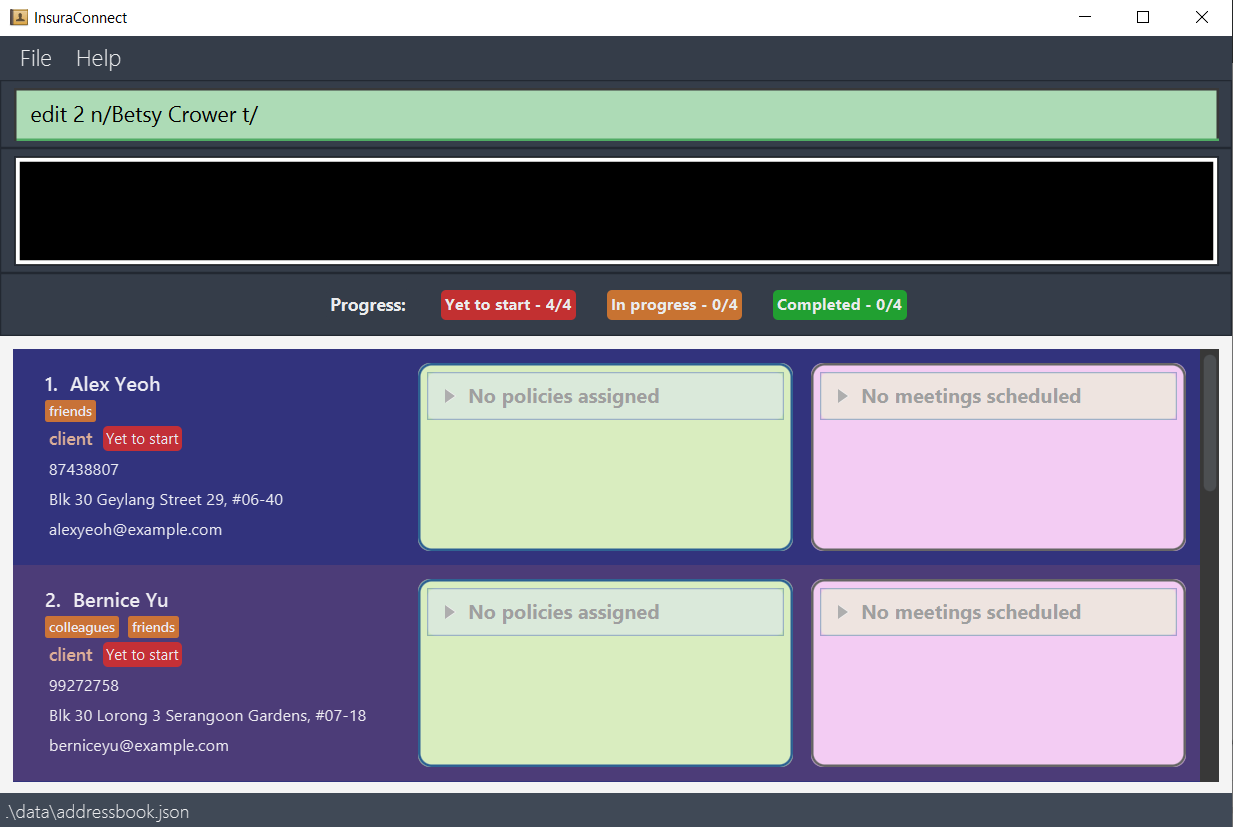 InsuraConnect
File Help
edit 2 n/Betsy Crower t/
Progress: Yet to start - 4/4 In progress - 0/4 Completed - 0/4
1. Alex Yeoh
friends
client Yet to start
87438807
Blk 30 Geylang Street 29, #06-40
alexyeoh@example.com
No policies assigned
No meetings scheduled
2. Bernice Yu
colleagues friends
client Yet to start
99272758
Blk 30 Lorong 3 Serangoon Gardens, #07-18
berniceyu@example.com
No policies assigned
No meetings scheduled
.\data\addressbook.json